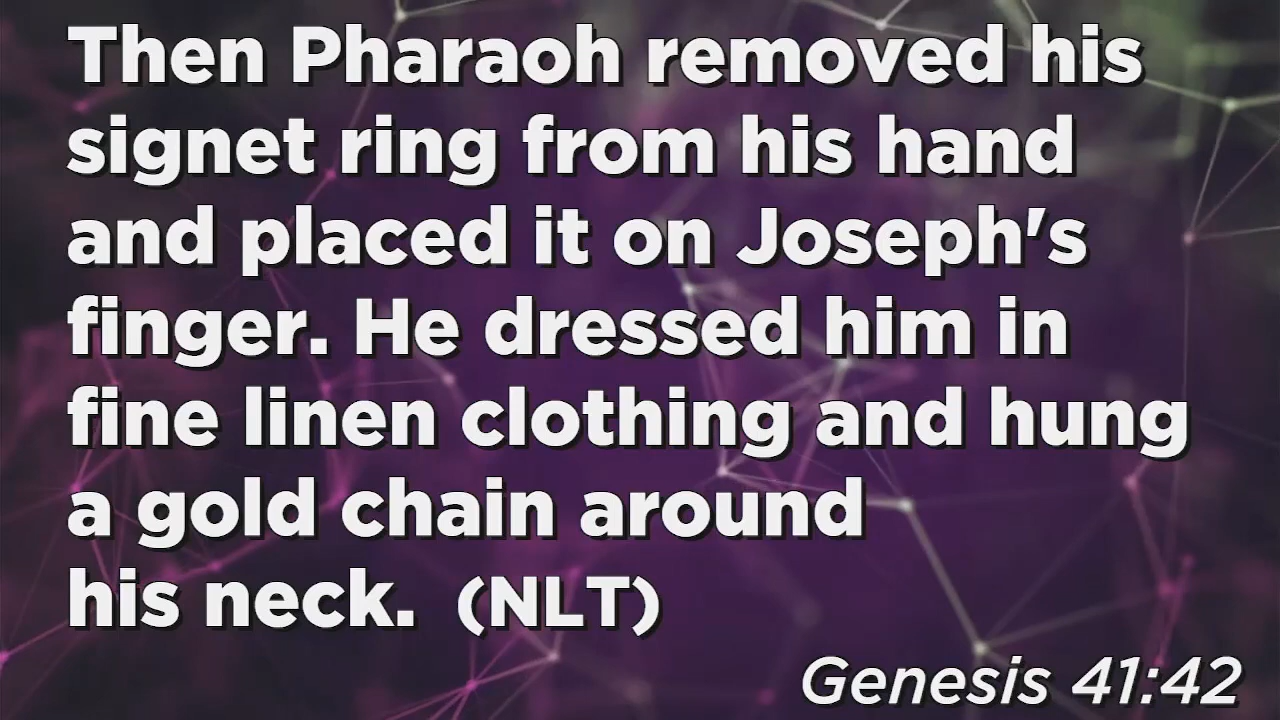 Then Pharaoh removed his
signet ring from his hand
and placed it on Joseph's
finger. He dressed him in
fine linen clothing and hung
a gold chain around
his neck. (NLT)
Genesis 41:42